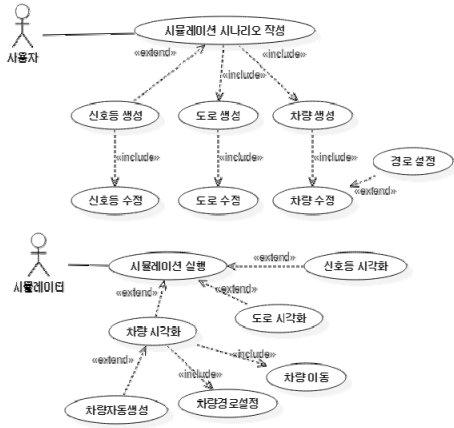 시뮬레이션 시나리오 작성
사용자
«extend»
«include»
«include»
신호등 생성
도로 생성
차량 생성
«include»
«include»
«include»
경로 설정
«extend»
신호등 수정
도로 수정
차량 수정
시뮬레이터
시뮬레이션 실행
«extend»
신호등 시각화
«extend»
«extend»
도로 시각화
차량 시각화
«extend»
«include»
«include»
차량 이동
차량자동생성
차량경로설정